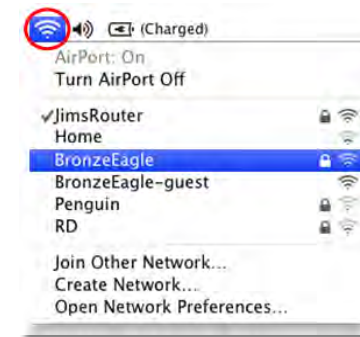 (Charged)
AirPort: On
Turn AirPort Off
✓JimsRouter
Home
BronzeEagle
BronzeEagle-guest
Penguin
RD
Join Other Network...
Create Network...
Open Network Preferences...